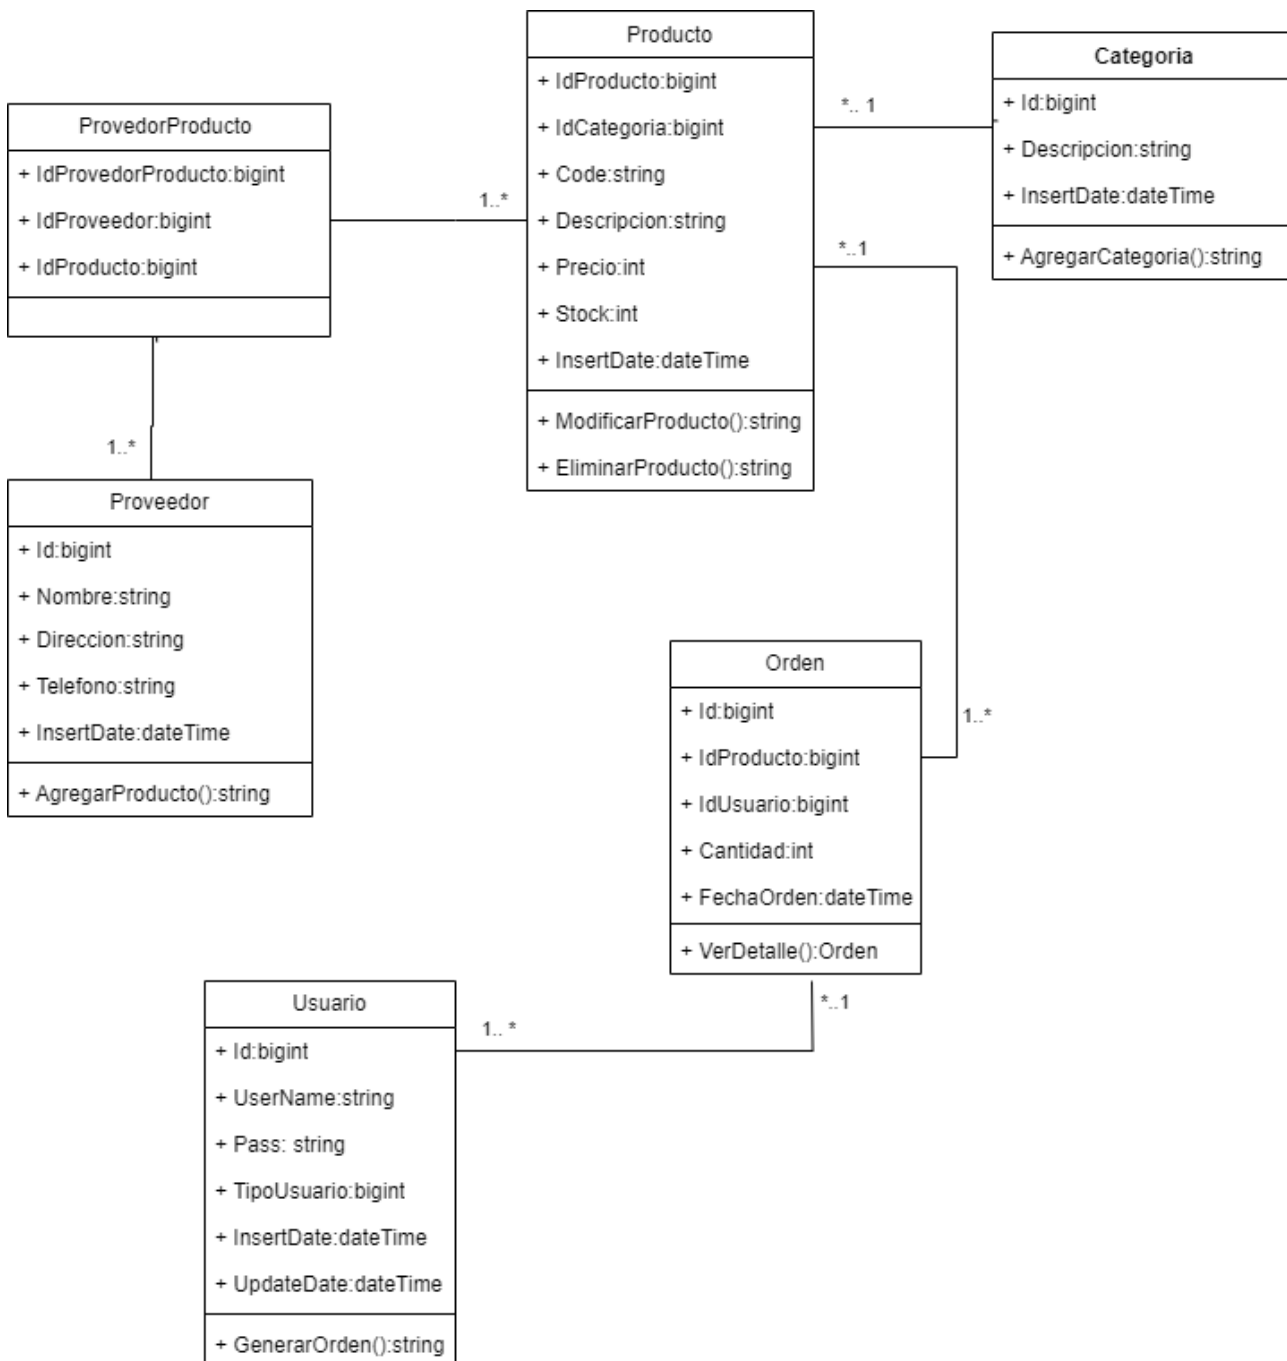 Producto
+ IdProducto:bigint
+ IdCategoria:bigint
+ Code:string
+ Descripcion:string
+ Precio:int
+ Stock:int
+ InsertDate:dateTime
+ ModificarProducto():string
+ EliminarProducto():string
Categoria
+ Id:bigint
+ Descripcion:string
+ InsertDate:dateTime
+ AgregarCategoria():string
*.. 1
*..1
ProvedorProducto
+ IdProvedorProducto:bigint
+ IdProveedor:bigint
+ IdProducto:bigint
1..*
1..*
Proveedor
+ Id:bigint
+ Nombre:string
+ Direccion:string
+ Telefono:string
+ InsertDate:dateTime
+ AgregarProducto():string
Orden
+ Id:bigint
+ IdProducto:bigint
+ IdUsuario:bigint
+ Cantidad:int
+ FechaOrden:dateTime
+ VerDetalle():Orden
1..*
*..1
1.. *
Usuario
+ Id:bigint
+ UserName:string
+ Pass: string
+ TipoUsuario:bigint
+ InsertDate:dateTime
+ UpdateDate:dateTime
+ GenerarOrden():string